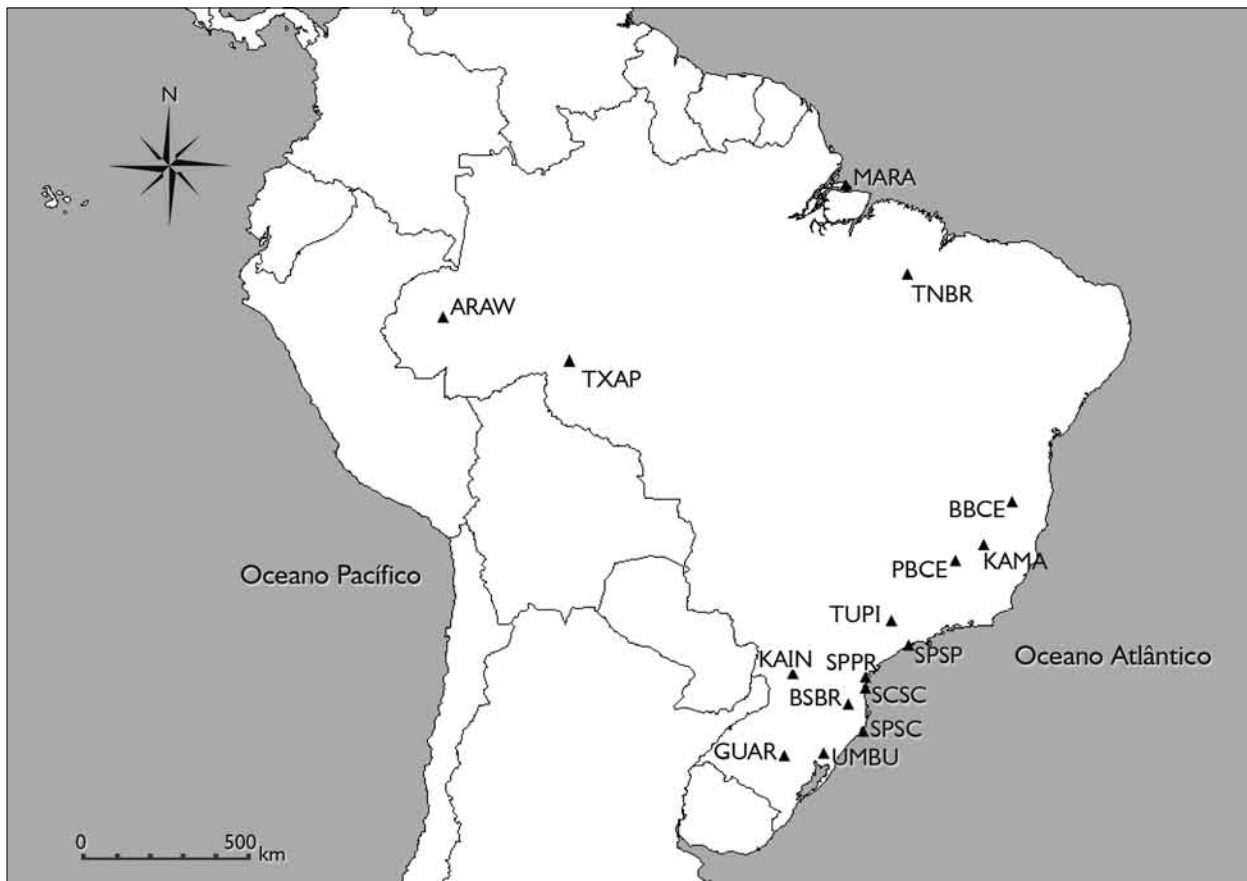 N
MARA
TNBR
ARAW
TXAP
BBCE
KAMA
PBCE
Oceano Pacífico
TUPI
SPSP
Oceano Atlântico
KAIN
SPPR
SCSC
BSBR
SPSC
GUAR
UMBU
0 500 km